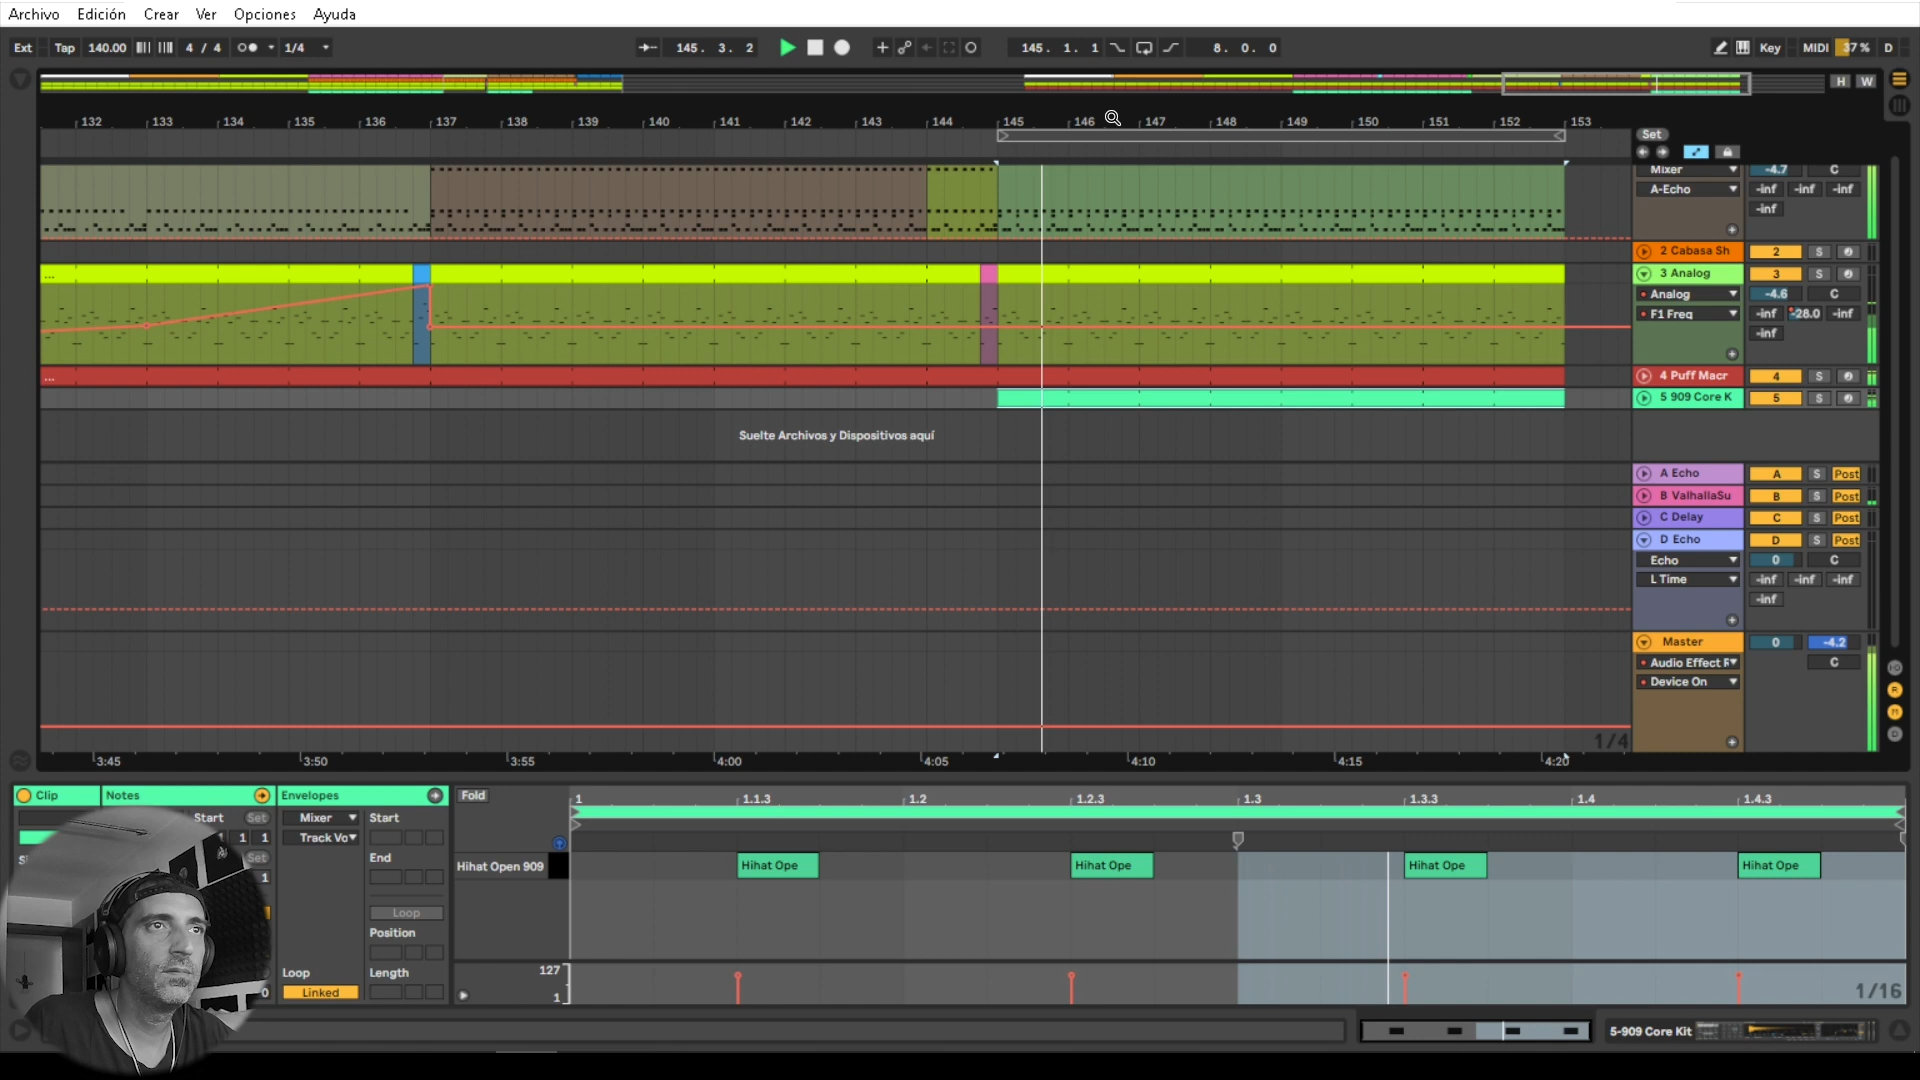 Archivo Edición Crear Ver Opciones Ayuda
Ext Tap 140.00 4 / 4 1/4 145. 3. 2 145. 1. 1 8. 0. 0 Key MIDI 37 % D
H W
132 133 134 135 136 137 138 139 140 141 142 143 144 145 146 147 148 149 150 151 152 153
Set
Mixer -4.7 C
A-Echo -inf -inf -inf
-inf
2 Cabasa Sh 2 S
... 3 Analog 3 S
Analog -4.6 C
F1 Freq -inf -28.0 -inf
-inf
... 4 Puff Macr 4 S
5 909 Core K 5 S
Suelte Archivos y Dispositivos aquí
A Echo A S Post
B ValhallaSu B S Post
C Delay C S Post
D Echo D S Post
Echo 0 C
L Time -inf -inf -inf
-inf
Master 0 -4.2
Audio Effect R C
Device On
1/4
3:45 3:50 3:55 4:00 4:05 4:10 4:15 4:20
Clip Notes Envelopes Fold 1 1.1.3 1.2 1.2.3 1.3 1.3.3 1.4 1.4.3
Start Set Mixer Start
1 1 Track Vo
Set End
Hihat Open 909 Hihat Ope Hihat Ope Hihat Ope Hihat Ope
1
Loop
Position
Loop Length 127
0 Linked 1 1/16
5-909 Core Kit